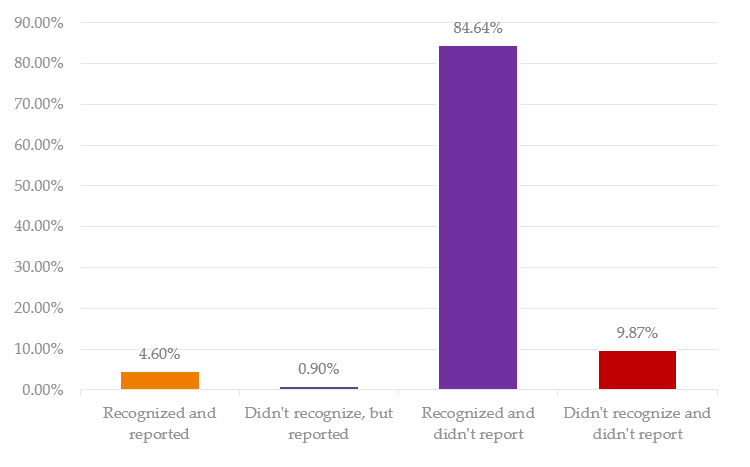 90.00%
84.64%
80.00%
70.00%
60.00%
50.00%
40.00%
30.00%
20.00%
10.00%
9.87%
4.60%
0.90%
0.00%
Recognized and
reported
Didn't recognize, but
reported
Recognized and
didn't report
Didn't recognize and
didn't report